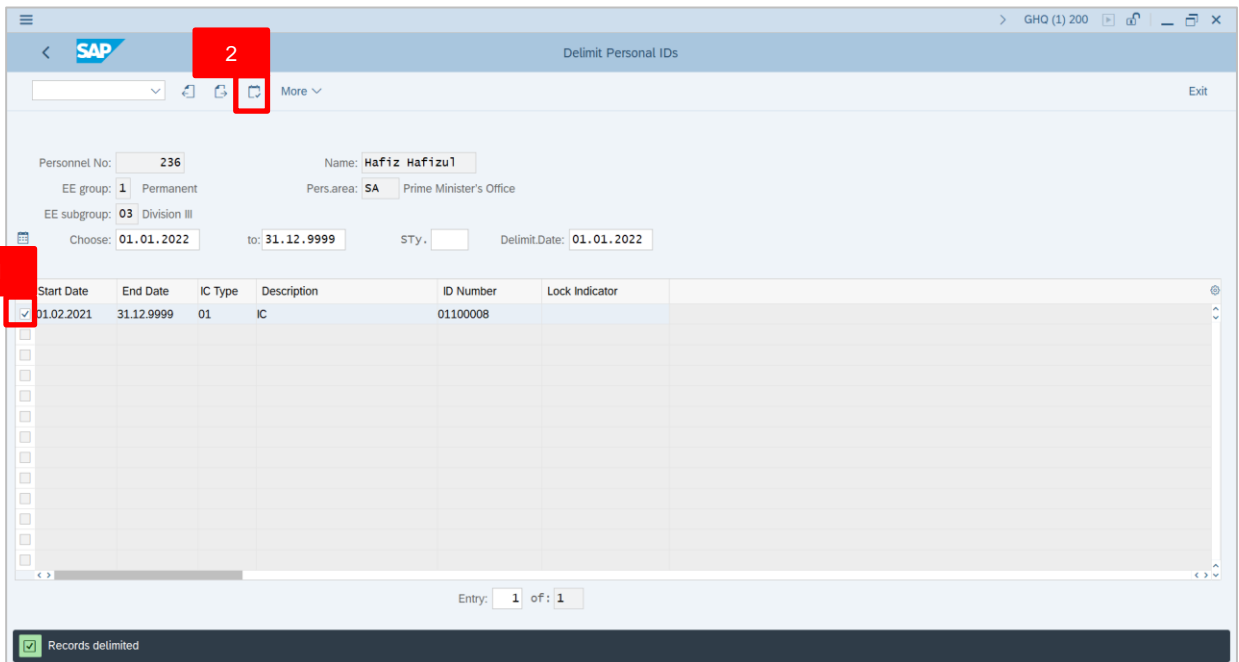 GHQ (1) 200
SAP
2
Delimit Personal IDs
More
Exit
Personnel No: 236 Name: Hafiz Hafizul
EE group: 1 Permanent Pers.area: SA Prime Minister's Office
EE subgroup: 03 Division III
Choose: 01.01.2022 to: 31.12.9999 STy. Delimit.Date: 01.01.2022
Start Date End Date IC Type Description ID Number Lock Indicator
01.02.2021 31.12.9999 01 IC 01100008
Entry: 1 of: 1
Records delimited